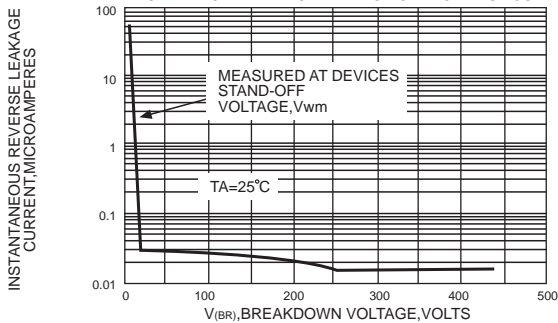 INSTANTANEOUS REVERSE LEAKAGE
CURRENT,MICROAMPERES
100
10
1
0.1
0.01
MEASURED AT DEVICES
STAND-OFF
VOLTAGE,Vwm
TA=25°C
0 100 200 300 400 500
V(BR),BREAKDOWN VOLTAGE,VOLTS